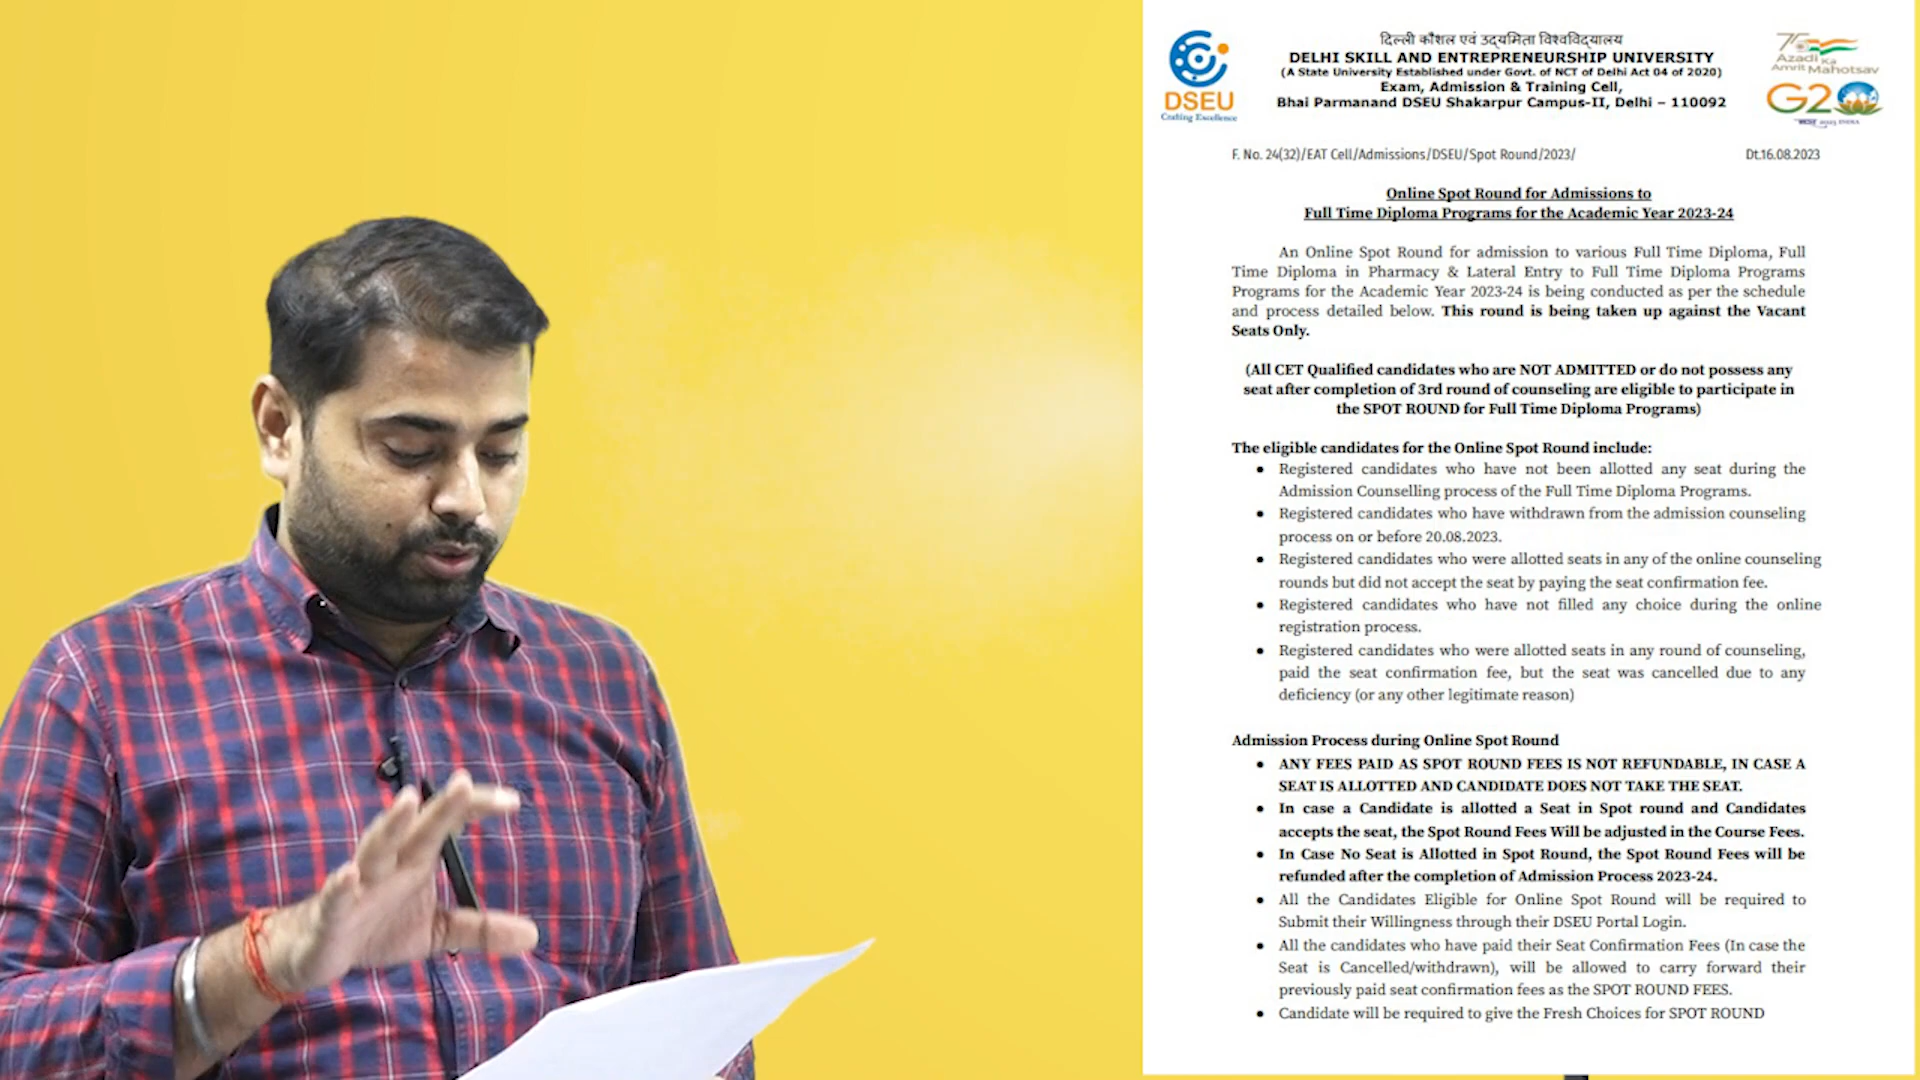 दिल्ली कौशल एवं उद्यमिता विश्वविद्यालय
DELHI SKILL AND ENTREPRENEURSHIP UNIVERSITY
(A State University Established under Govt. of NCT of Delhi Act 04 of 2020)
Exam, Admission & Training Cell,
Bhai Parmanand DSEU Shakarpur Campus-II, Delhi – 110092
DSEU
Crafting Excellence
75
Azadi Ka
Amrit Mahotsav
G20
F. No. 24(32)/EAT Cell/Admissions/DSEU/Spot Round/2023/
Dt.16.08.2023
Online Spot Round for Admissions to
Full Time Diploma Programs for the Academic Year 2023-24
An Online Spot Round for admission to various Full Time Diploma, Full
Time Diploma in Pharmacy & Lateral Entry to Full Time Diploma Programs
Programs for the Academic Year 2023-24 is being conducted as per the schedule
and process detailed below. This round is being taken up against the Vacant
Seats Only.
(All CET Qualified candidates who are NOT ADMITTED or do not possess any
seat after completion of 3rd round of counseling are eligible to participate in
the SPOT ROUND for Full Time Diploma Programs)
The eligible candidates for the Online Spot Round include:
● Registered candidates who have not been allotted any seat during the
Admission Counselling process of the Full Time Diploma Programs.
● Registered candidates who have withdrawn from the admission counseling
process on or before 20.08.2023.
● Registered candidates who were allotted seats in any of the online counseling
rounds but did not accept the seat by paying the seat confirmation fee.
● Registered candidates who have not filled any choice during the online
registration process.
● Registered candidates who were allotted seats in any round of counseling,
paid the seat confirmation fee, but the seat was cancelled due to any
deficiency (or any other legitimate reason)
Admission Process during Online Spot Round
● ANY FEES PAID AS SPOT ROUND FEES IS NOT REFUNDABLE, IN CASE A
SEAT IS ALLOTTED AND CANDIDATE DOES NOT TAKE THE SEAT.
● In case a Candidate is allotted a Seat in Spot round and Candidates
accepts the seat, the Spot Round Fees Will be adjusted in the Course Fees.
● In Case No Seat is Allotted in Spot Round, the Spot Round Fees will be
refunded after the completion of Admission Process 2023-24.
● All the Candidates Eligible for Online Spot Round will be required to
Submit their Willingness through their DSEU Portal Login.
● All the candidates who have paid their Seat Confirmation Fees (In case the
Seat is Cancelled/withdrawn), will be allowed to carry forward their
previously paid seat confirmation fees as the SPOT ROUND FEES.
● Candidate will be required to give the Fresh Choices for SPOT ROUND